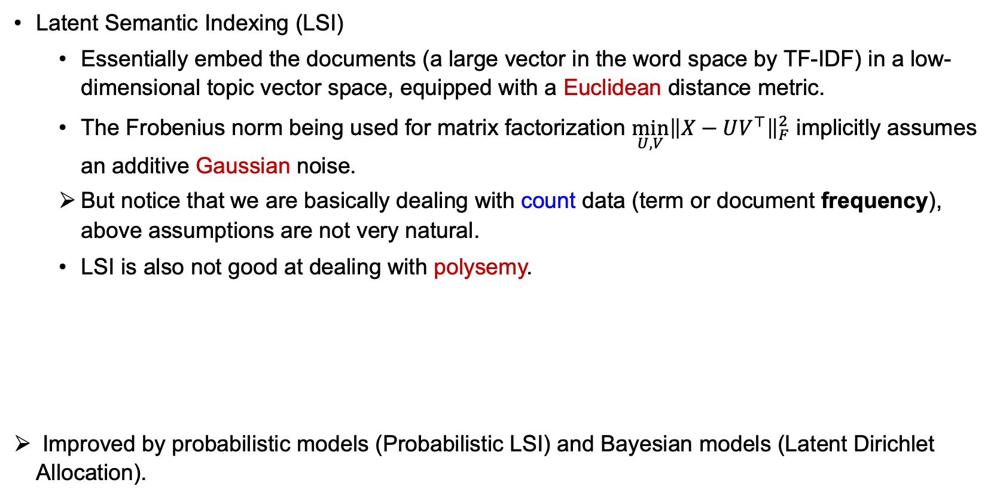 • Latent Semantic Indexing (LSI)
• Essentially embed the documents (a large vector in the word space by TF-IDF) in a low-
dimensional topic vector space, equipped with a Euclidean distance metric.
• The Frobenius norm being used for matrix factorization min_{U,V} ‖X − UV^⊤‖_F^2 implicitly assumes
an additive Gaussian noise.
➢ But notice that we are basically dealing with count data (term or document frequency),
above assumptions are not very natural.
• LSI is also not good at dealing with polysemy.
➢ Improved by probabilistic models (Probabilistic LSI) and Bayesian models (Latent Dirichlet
Allocation).